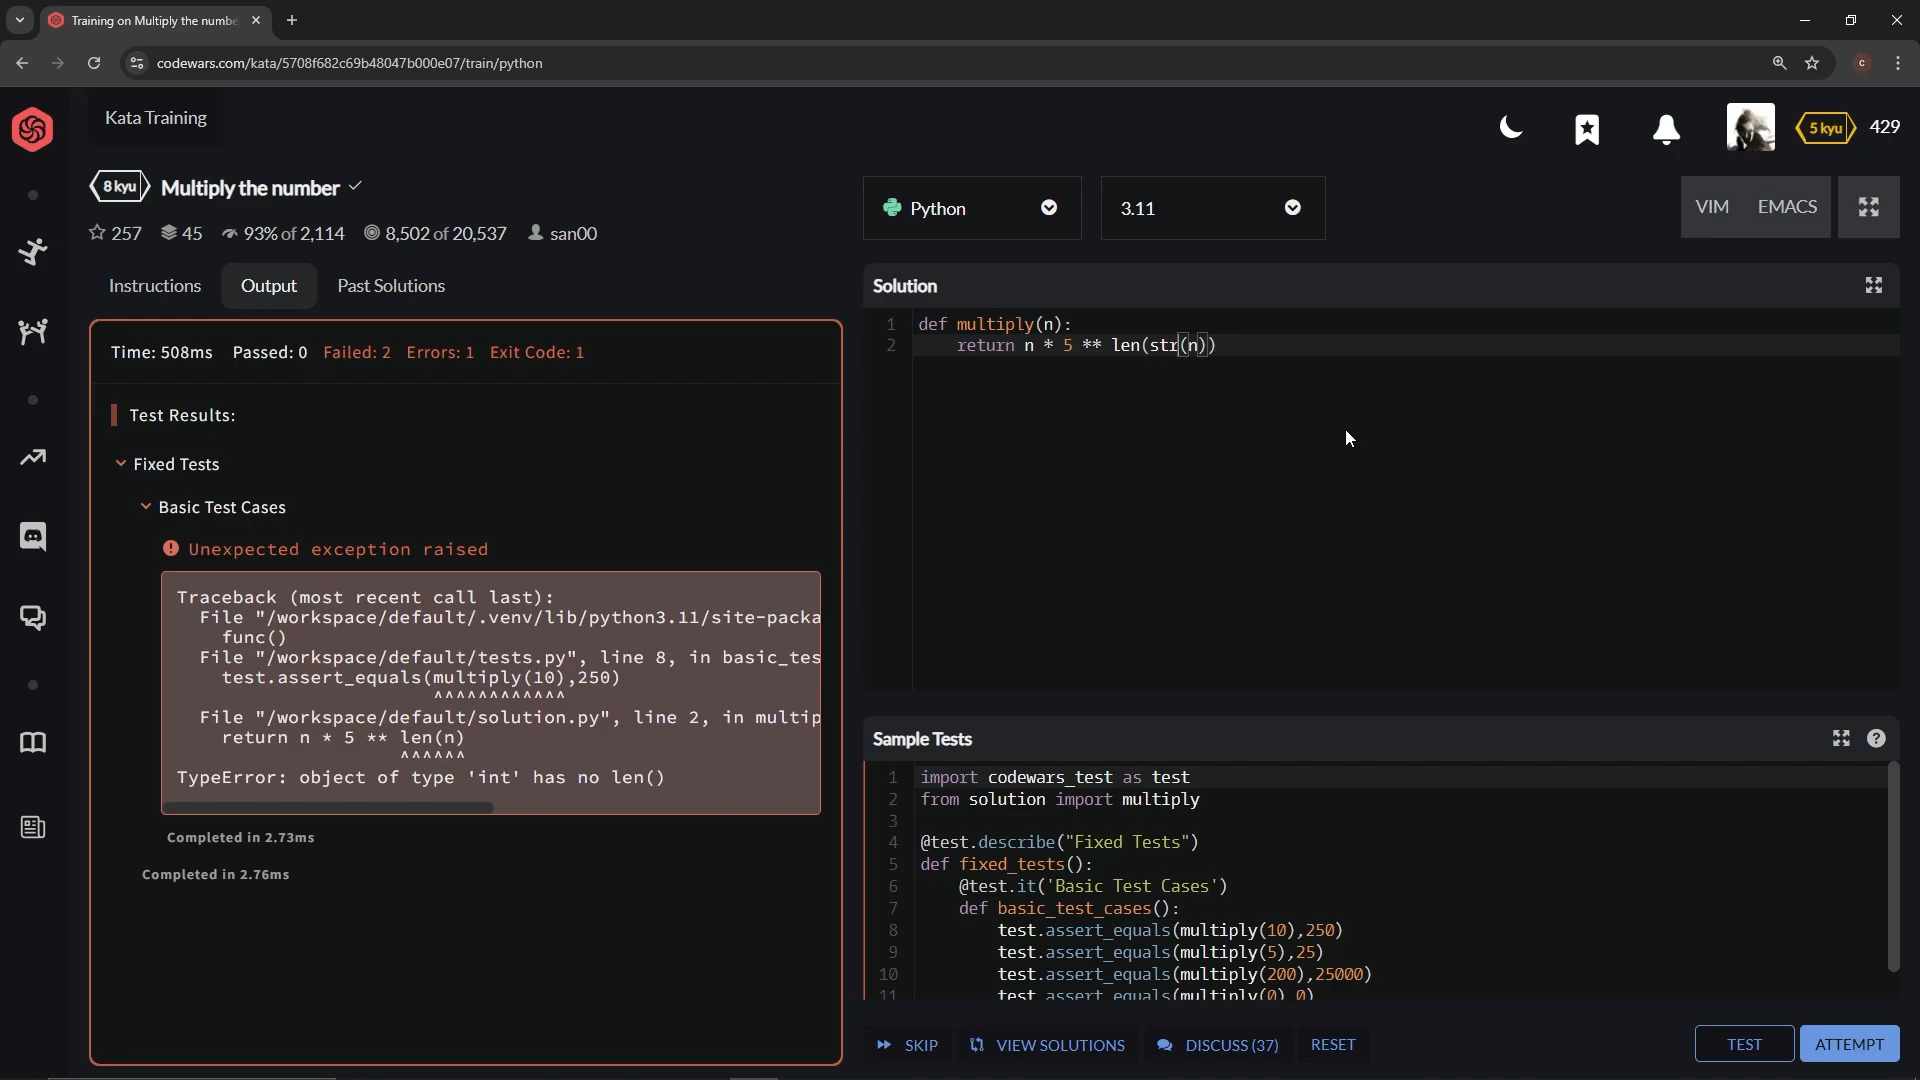 Training on Multiply the numbe
codewars.com/kata/5708f682c69b48047b000e07/train/python
c
Kata Training
5 kyu
429
8 kyu
Multiply the number
257
45
93% of 2,114
8,502 of 20,537
san00
Python
3.11
VIM
EMACS
Instructions
Output
Past Solutions
Time: 508ms Passed: 0 Failed: 2 Errors: 1 Exit Code: 1
Test Results:
Fixed Tests
Basic Test Cases
Unexpected exception raised
Traceback (most recent call last):
File "/workspace/default/.venv/lib/python3.11/site-packa
func()
File "/workspace/default/tests.py", line 8, in basic_tes
test.assert_equals(multiply(10),250)
^^^^^^^^^^^^
File "/workspace/default/solution.py", line 2, in multip
return n * 5 ** len(n)
^^^^^^
TypeError: object of type 'int' has no len()
Completed in 2.73ms
Completed in 2.76ms
Solution
1 def multiply(n):
2 return n * 5 ** len(str(n))
Sample Tests
1 import codewars_test as test
2 from solution import multiply
3
4 @test.describe("Fixed Tests")
5 def fixed_tests():
6 @test.it('Basic Test Cases')
7 def basic_test_cases():
8 test.assert_equals(multiply(10),250)
9 test.assert_equals(multiply(5),25)
10 test.assert_equals(multiply(200),25000)
11 test.assert_equals(multiply(0),0)
SKIP
VIEW SOLUTIONS
DISCUSS (37)
RESET
TEST
ATTEMPT